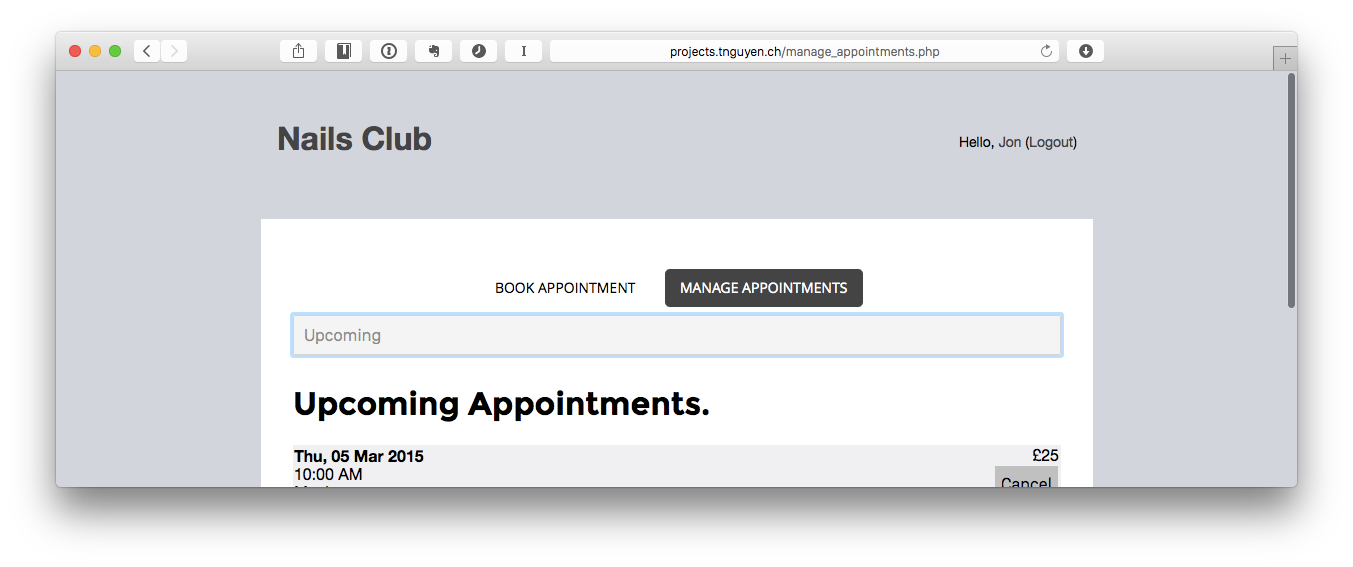 projects.tnguyen.ch/manage_appointments.php
Nails Club
Hello, Jon (Logout)
BOOK APPOINTMENT
MANAGE APPOINTMENTS
Upcoming
Upcoming Appointments.
Thu, 05 Mar 2015
£25
10:00 AM
Cancel